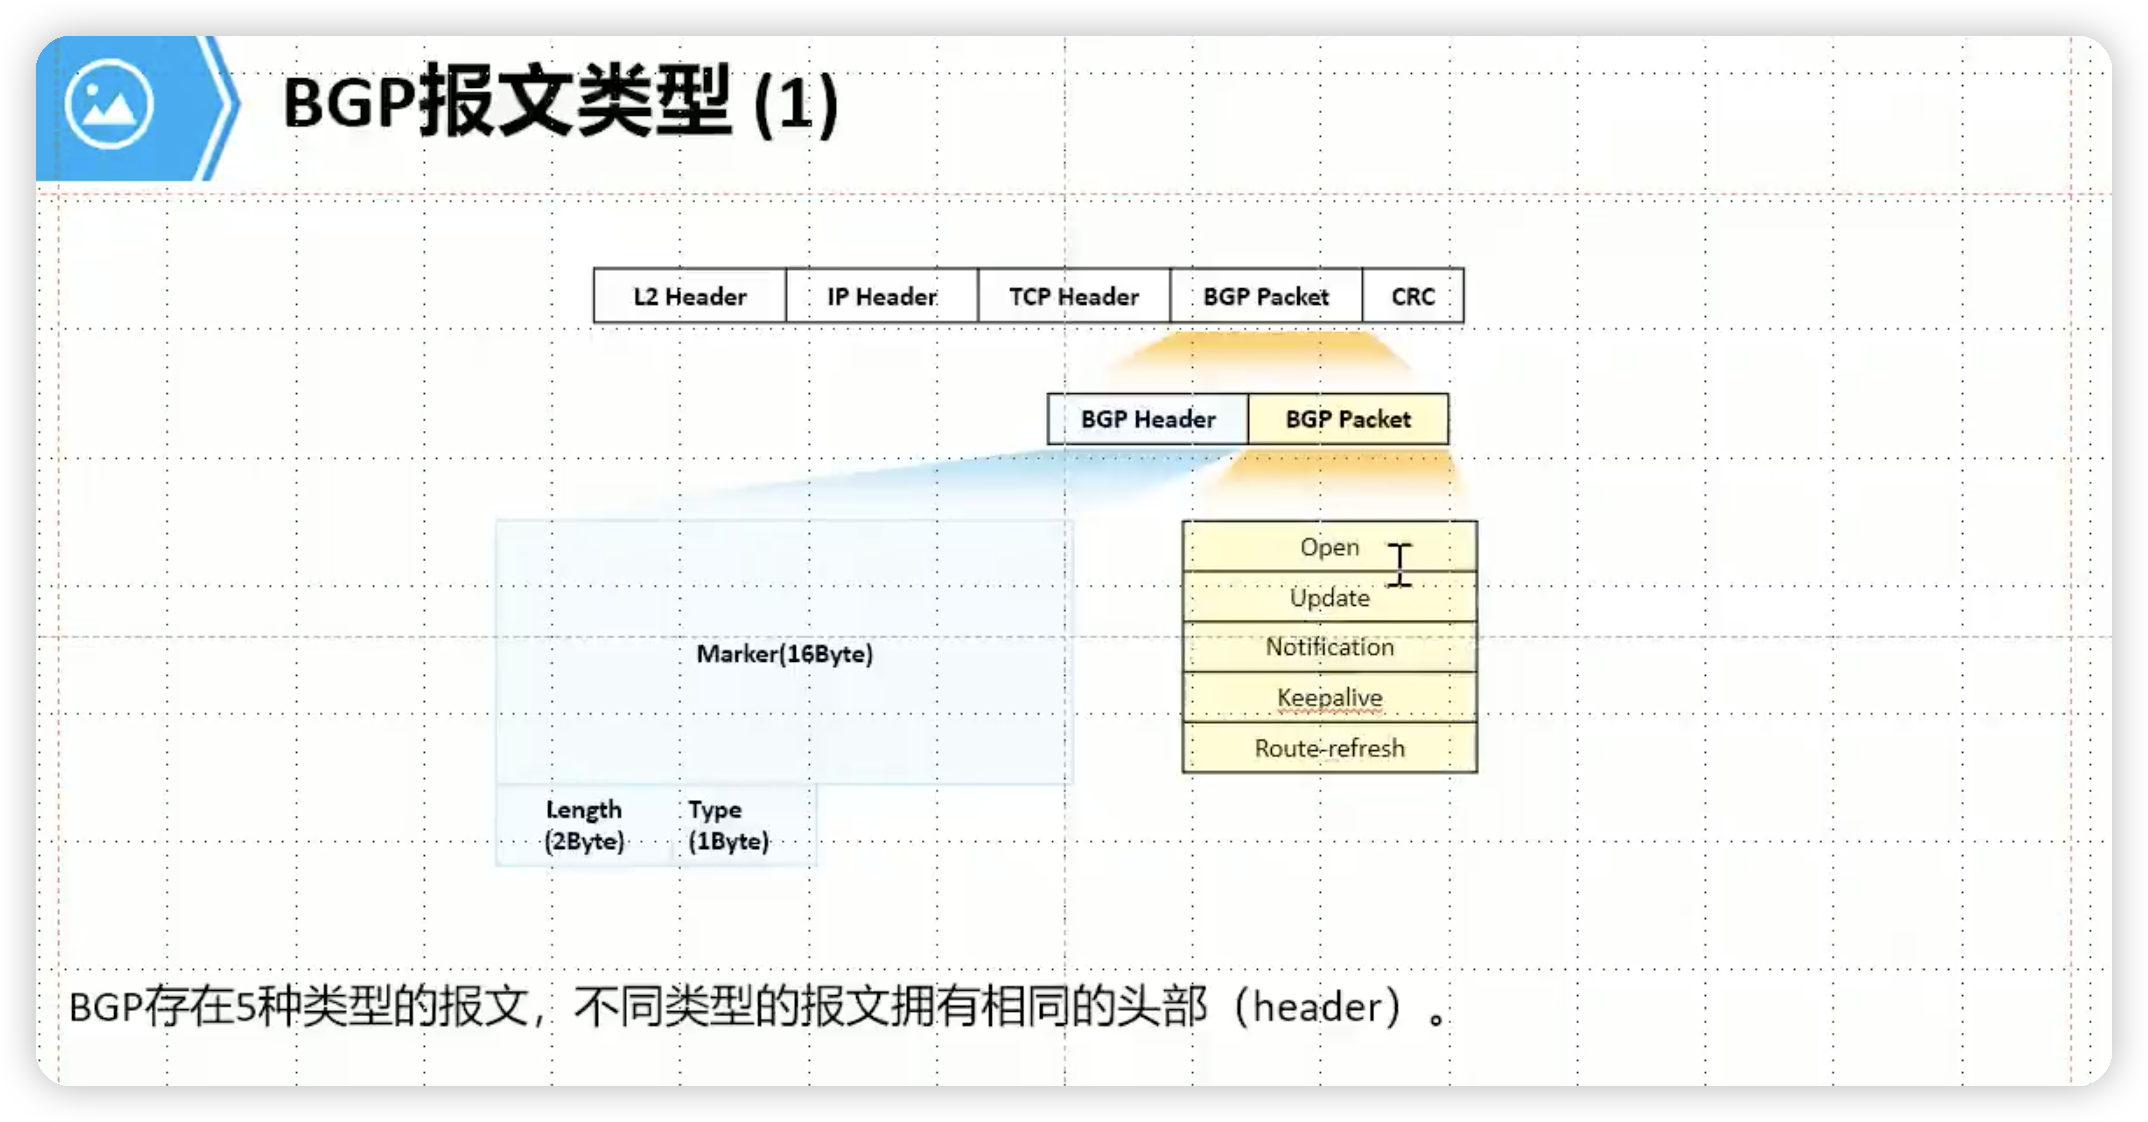 BGP报文类型 (1)
L2 Header IP Header TCP Header BGP Packet CRC
BGP Header BGP Packet
Marker(16Byte)
Length
(2Byte)
Type
(1Byte)
Open
Update
Notification
Keepalive
Route-refresh
BGP存在5种类型的报文，不同类型的报文拥有相同的头部（header）。